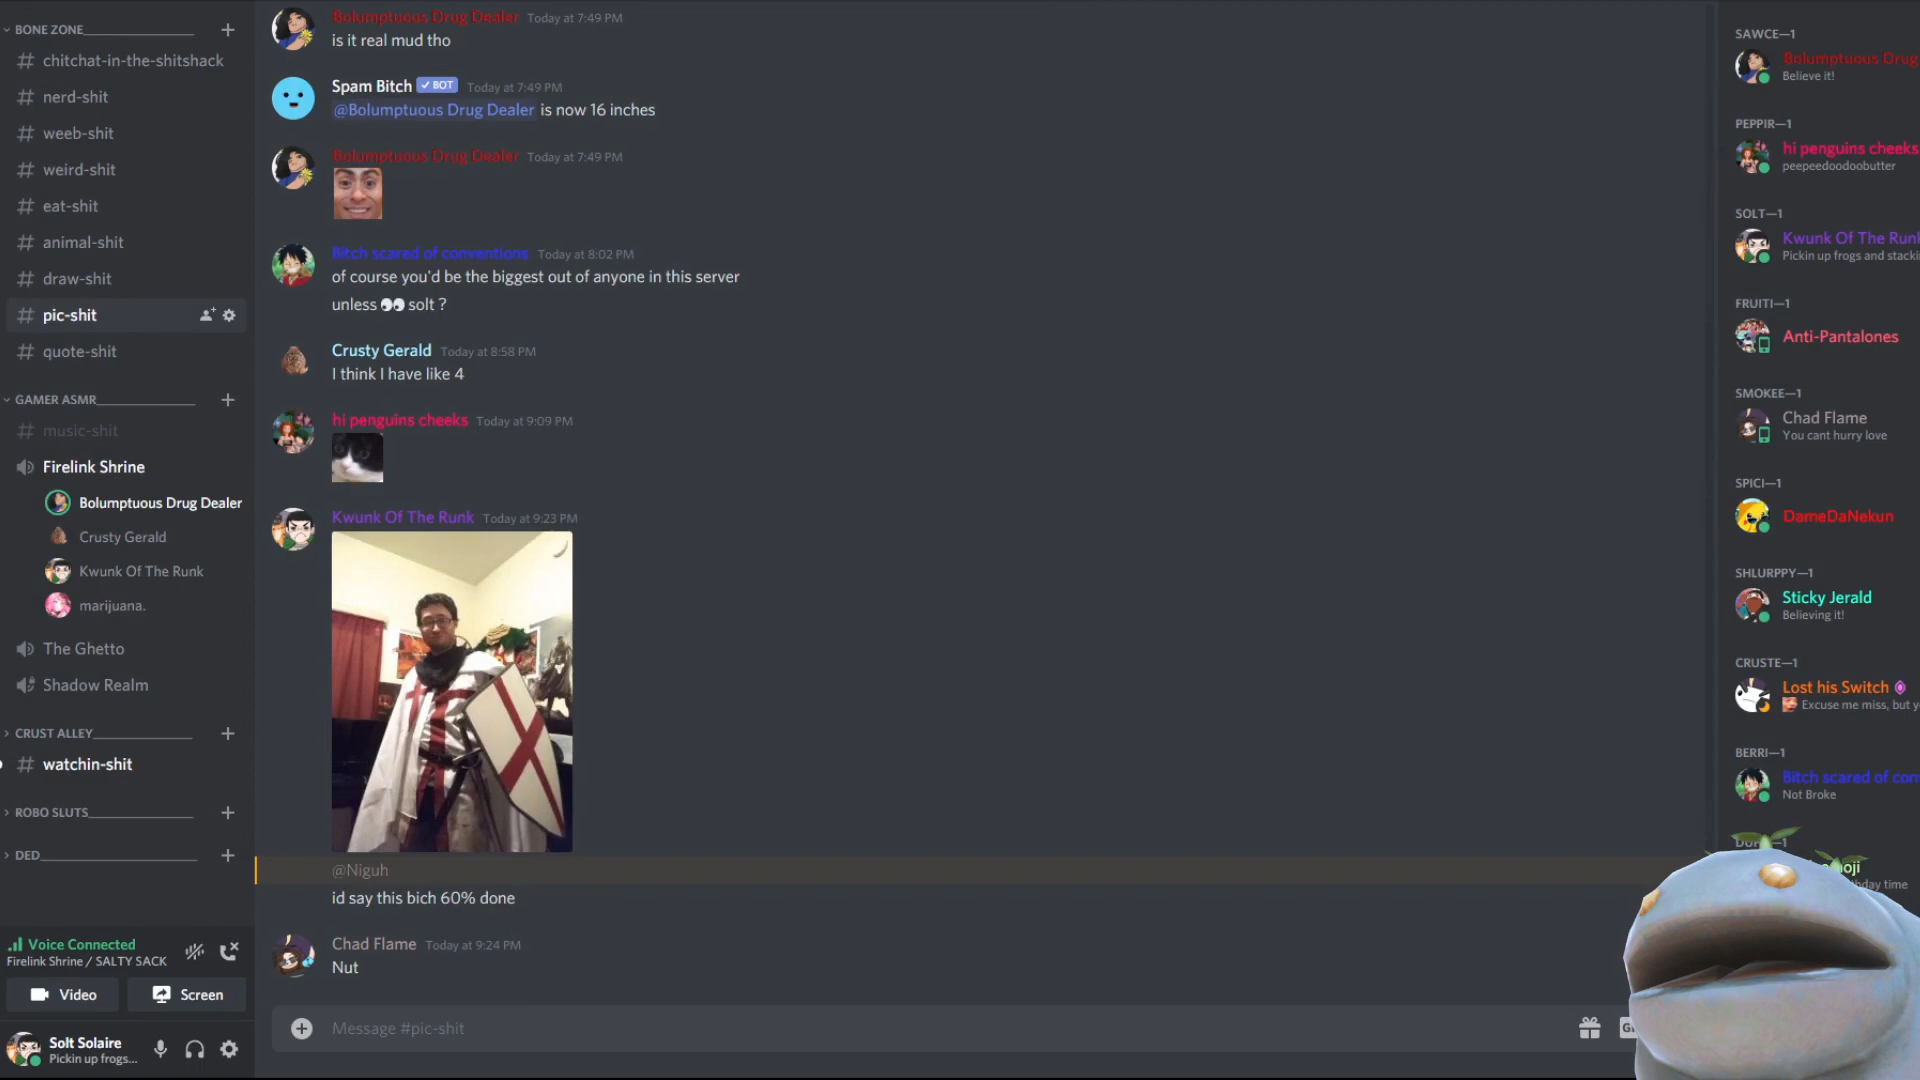 BONE ZONE
chitchat-in-the-shitshack
nerd-shit
weeb-shit
weird-shit
eat-shit
animal-shit
draw-shit
pic-shit
quote-shit
GAMER ASMR
music-shit
Firelink Shrine
Bolumptuous Drug Dealer
Crusty Gerald
Kwunk Of The Runk
marijuana.
The Ghetto
Shadow Realm
CRUST ALLEY
watchin-shit
ROBO SLUTS
DED
Voice Connected
Firelink Shrine / SALTY SACK
Video
Screen
Solt Solaire
Pickin up frogs...
Bolumptuous Drug Dealer Today at 7:49 PM
is it real mud tho
Spam Bitch BOT Today at 7:49 PM
@Bolumptuous Drug Dealer is now 16 inches
Bolumptuous Drug Dealer Today at 7:49 PM
Bitch scared of conventions Today at 8:02 PM
of course you'd be the biggest out of anyone in this server
unless 👀 solt ?
Crusty Gerald Today at 8:58 PM
I think I have like 4
hi penguins cheeks Today at 9:09 PM
Kwunk Of The Runk Today at 9:23 PM
@Niguh
id say this bich 60% done
Chad Flame Today at 9:24 PM
Nut
Message #pic-shit
SAWCE—1
Bolumptuous Drug
Believe it!
PEPPIR—1
hi penguins cheeks
peepeedoodoobutter
SOLT—1
Kwunk Of The Runk
Pickin up frogs and stackin
FRUITI—1
Anti-Pantalones
SMOKEE—1
Chad Flame
You cant hurry love
SPICI—1
DameDaNekun
SHLURPPY—1
Sticky Jerald
Believing it!
CRUSTE—1
Lost his Switch
Excuse me miss, but y
BERRI—1
Bitch scared of con
Not Broke